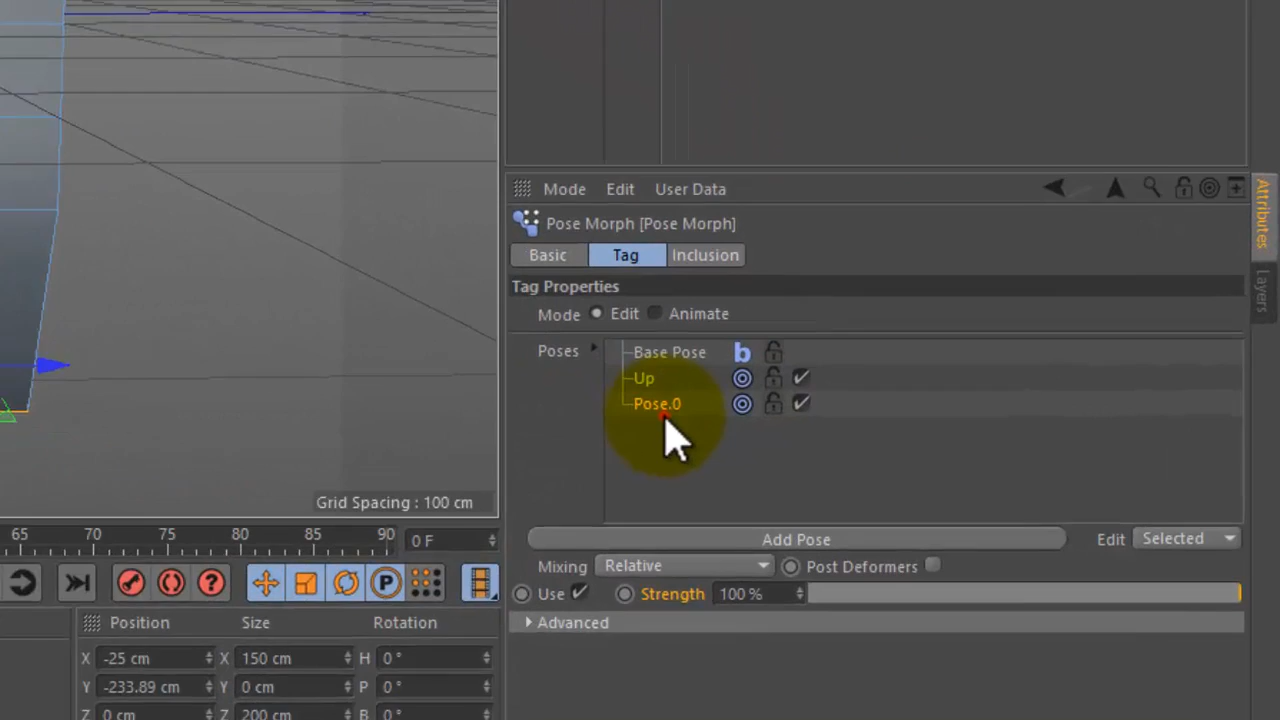 Mode Edit User Data
Pose Morph [Pose Morph]
Basic Tag Inclusion
Tag Properties
Mode Edit Animate
Poses Base Pose b
Up
Pose.0
Attributes
Layers
Grid Spacing : 100 cm
65 70 75 80 85 90 0 F
Add Pose Edit Selected
Mixing Relative Post Deformers
Use Strength 100 %
Advanced
P
?
Position Size Rotation
X -25 cm X 150 cm H 0 °
Y -233.89 cm Y 0 cm P 0 °
Z 0 cm Z 200 cm B 0 °